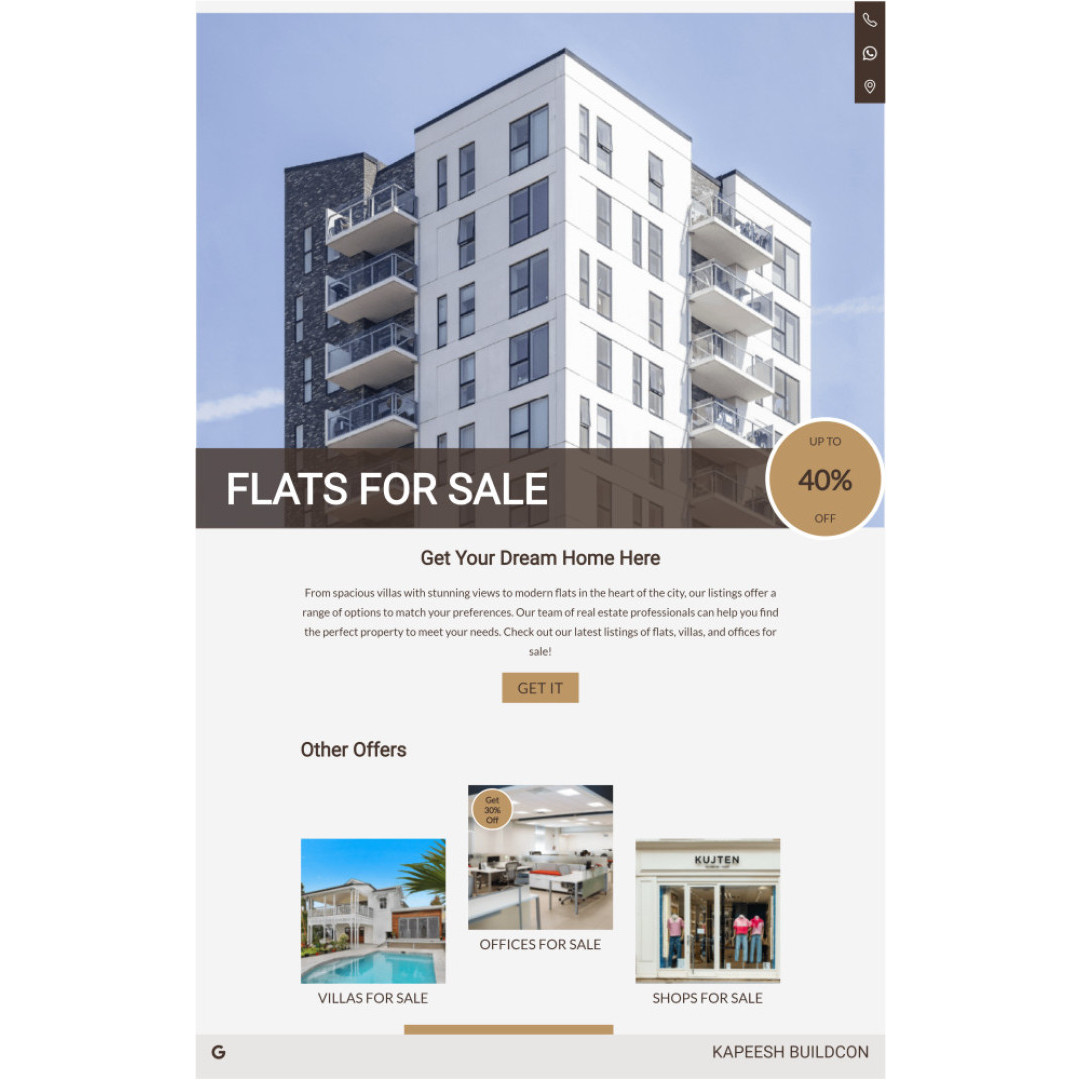 FLATS FOR SALE
UP TO
40%
OFF
Get Your Dream Home Here
From spacious villas with stunning views to modern flats in the heart of the city, our listings offer a
range of options to match your preferences. Our team of real estate professionals can help you find
the perfect property to meet your needs. Check out our latest listings of flats, villas, and offices for
sale!
GET IT
Other Offers
Get
30%
Off
OFFICES FOR SALE
KUJTEN
VILLAS FOR SALE
SHOPS FOR SALE
G
KAPEESH BUILDCON